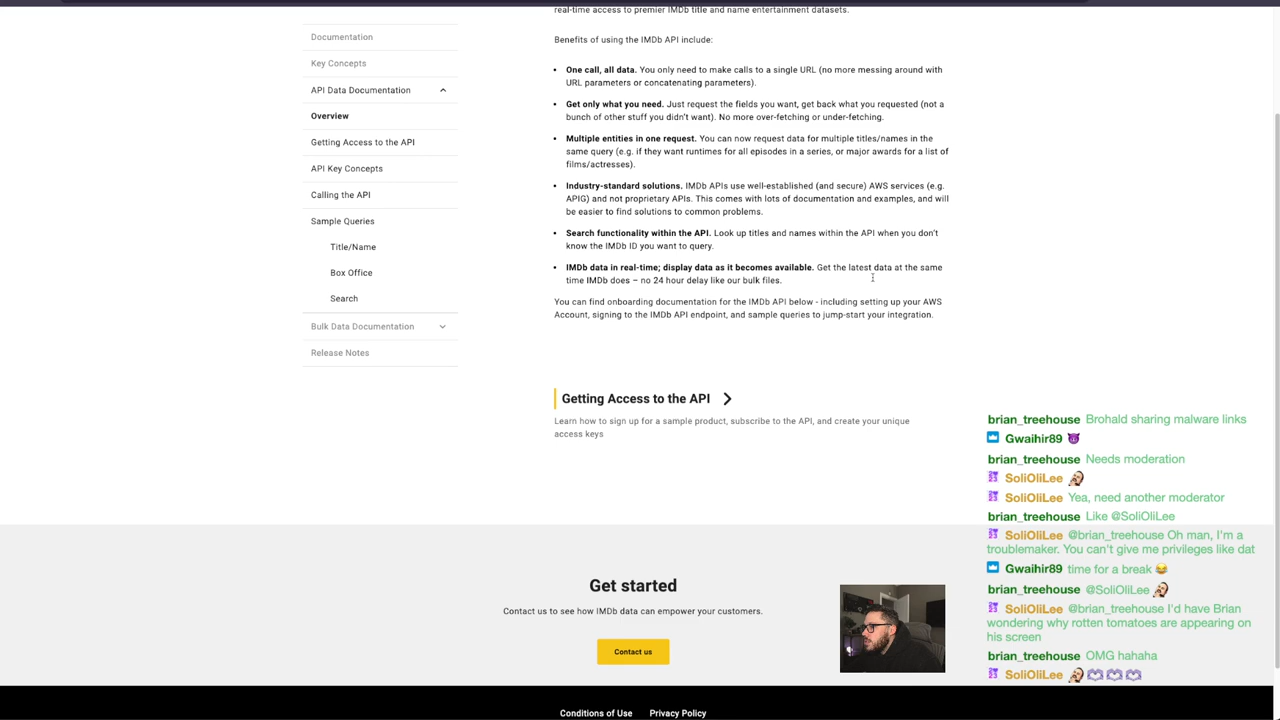 real-time access to premier IMDb title and name entertainment datasets.
Benefits of using the IMDb API include:
• One call, all data. You only need to make calls to a single URL (no more messing around with
URL parameters or concatenating parameters).
• Get only what you need. Just request the fields you want, get back what you requested (not a
bunch of other stuff you didn't want). No more over-fetching or under-fetching.
• Multiple entities in one request. You can now request data for multiple titles/names in the
same query (e.g. if they want runtimes for all episodes in a series, or major awards for a list of
films/actresses).
• Industry-standard solutions. IMDb APIs use well-established (and secure) AWS services (e.g.
APIG) and not proprietary APIs. This comes with lots of documentation and examples, and will
be easier to find solutions to common problems.
• Search functionality within the API. Look up titles and names within the API when you don't
know the IMDb ID you want to query.
• IMDb data in real-time; display data as it becomes available. Get the latest data at the same
time IMDb does – no 24 hour delay like our bulk files.
You can find onboarding documentation for the IMDb API below - including setting up your AWS
Account, signing to the IMDb API endpoint, and sample queries to jump-start your integration.
Documentation
Key Concepts
API Data Documentation
Overview
Getting Access to the API
API Key Concepts
Calling the API
Sample Queries
Title/Name
Box Office
Search
Bulk Data Documentation
Release Notes
Getting Access to the API
Learn how to sign up for a sample product, subscribe to the API, and create your unique
access keys
Get started
Contact us to see how IMDb data can empower your customers.
Contact us
Conditions of Use Privacy Policy
brian_treehouse Brohald sharing malware links
Gwaihir89 😈
brian_treehouse Needs moderation
SoliOliLee
SoliOliLee Yea, need another moderator
brian_treehouse Like @SoliOliLee
SoliOliLee @brian_treehouse Oh man, I'm a
troublemaker. You can't give me privileges like dat
Gwaihir89 time for a break 😂
brian_treehouse @SoliOliLee
SoliOliLee @brian_treehouse I'd have Brian
wondering why rotten tomatoes are appearing on
his screen
brian_treehouse OMG hahaha
SoliOliLee